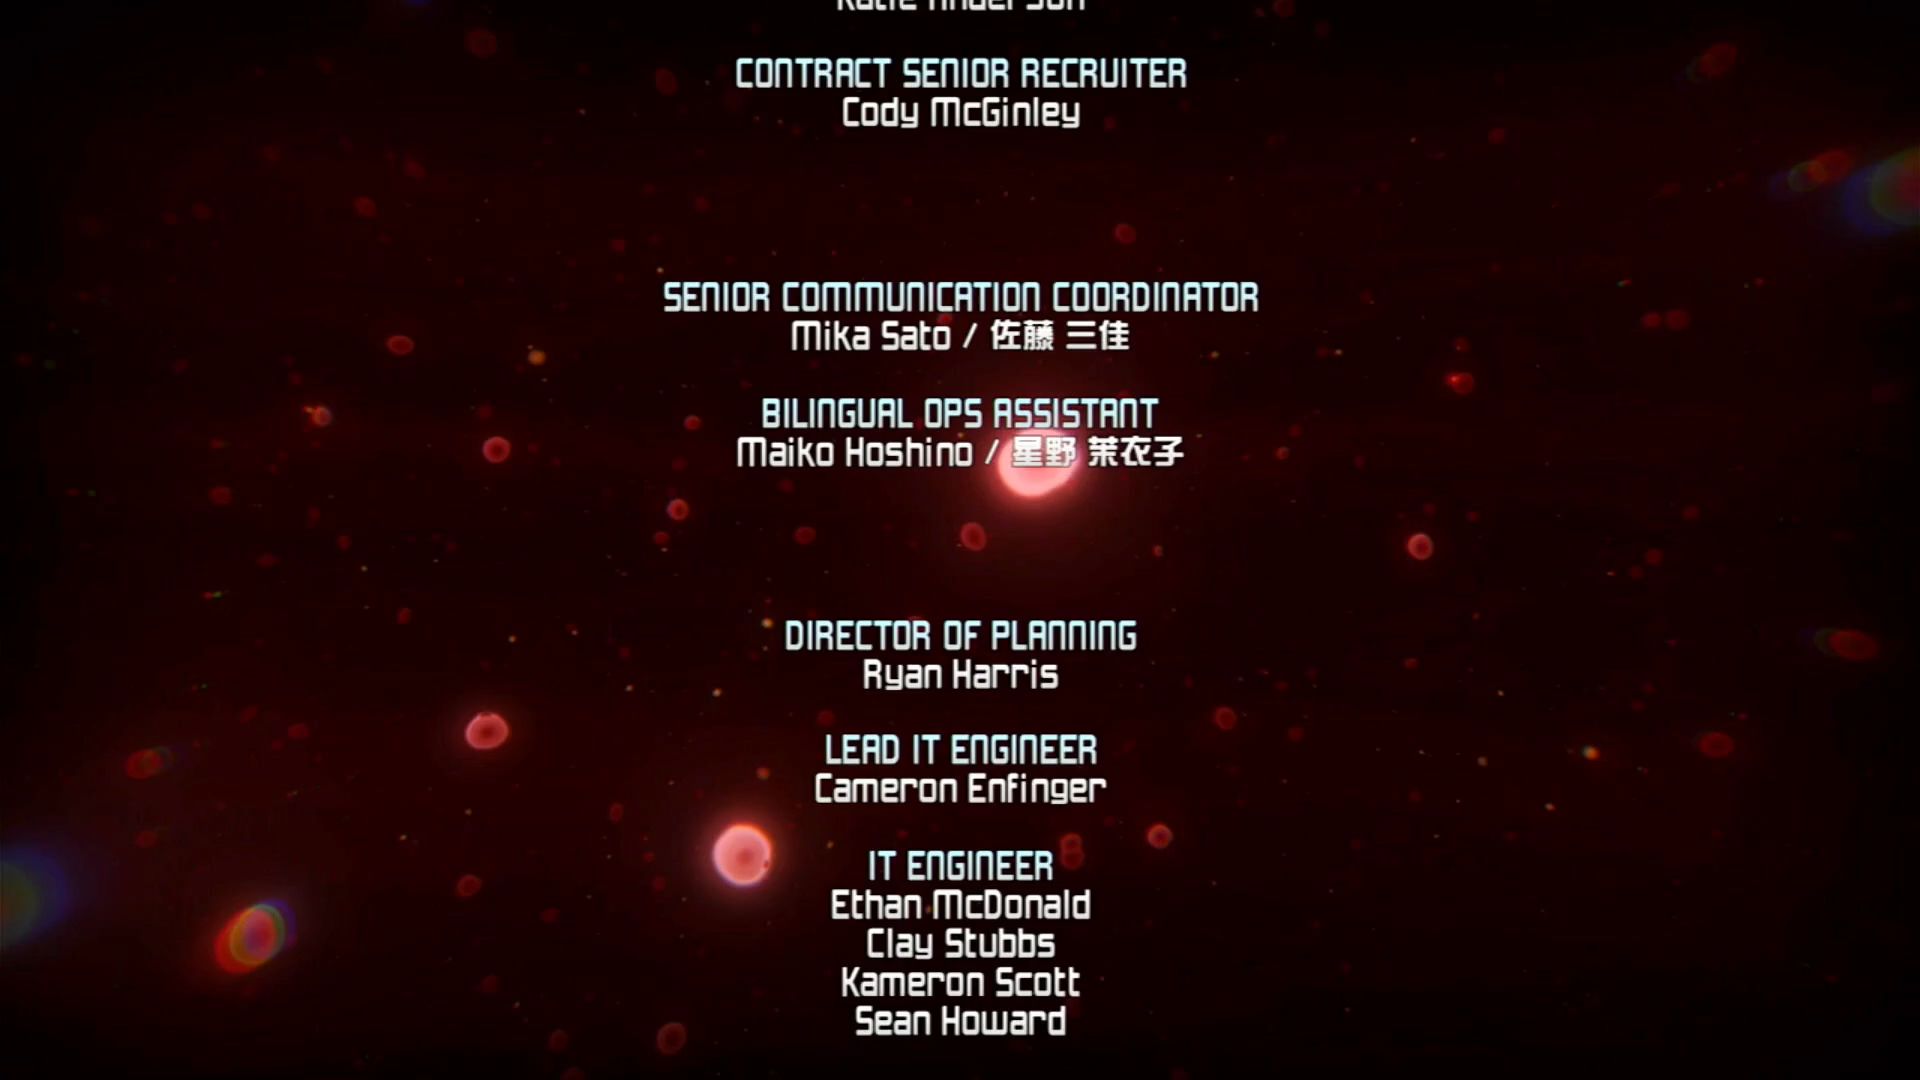 Katie Anderson
CONTRACT SENIOR RECRUITER
Cody McGinley
SENIOR COMMUNICATION COORDINATOR
Mika Sato / 佐藤 三佳
BILINGUAL OPS ASSISTANT
Maiko Hoshino / 星野 茉衣子
DIRECTOR OF PLANNING
Ryan Harris
LEAD IT ENGINEER
Cameron Enfinger
IT ENGINEER
Ethan McDonald
Clay Stubbs
Kameron Scott
Sean Howard